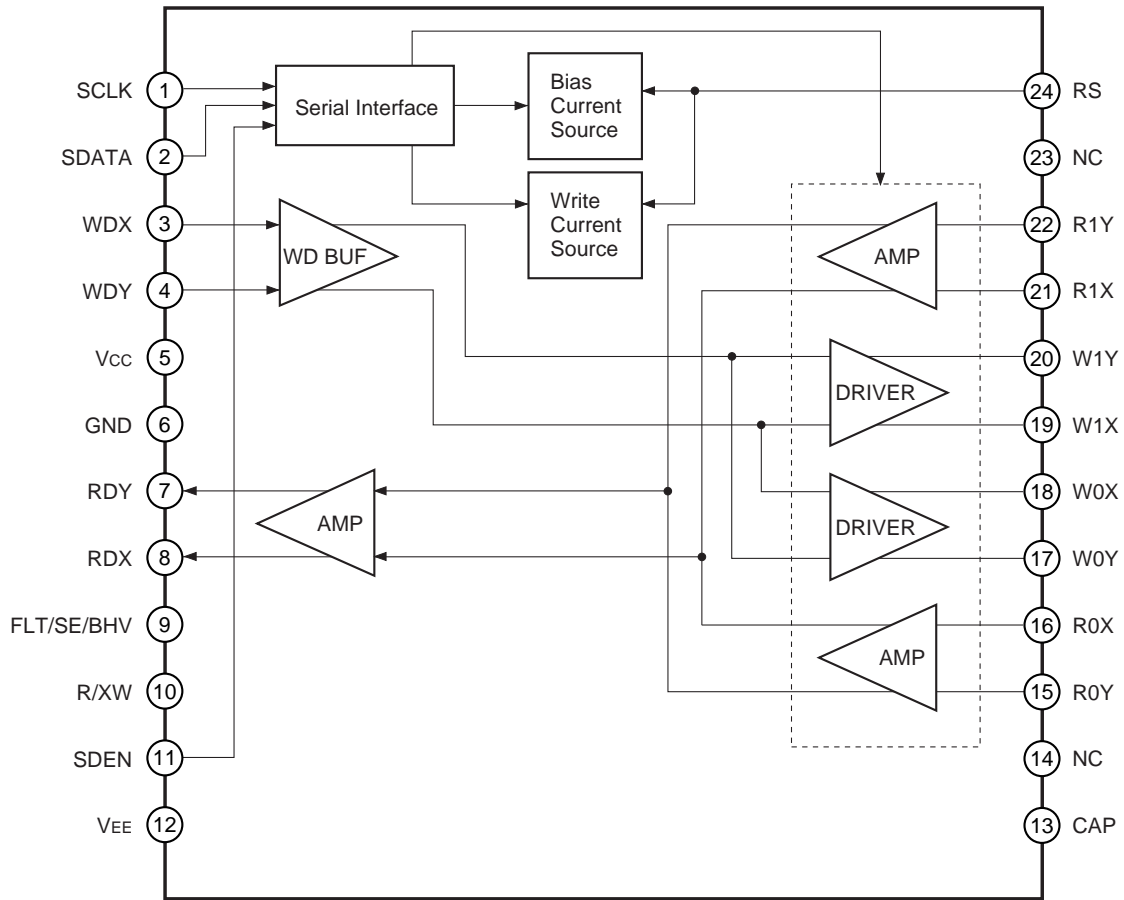 SCLK 1
SDATA 2
WDX 3
WDY 4
VCC 5
GND 6
RDY 7
RDX 8
FLT/SE/BHV 9
R/XW 10
SDEN 11
VEE 12
Serial Interface
Bias
Current
Source
Write
Current
Source
WD BUF
AMP
AMP
DRIVER
DRIVER
AMP
24 RS
23 NC
22 R1Y
21 R1X
20 W1Y
19 W1X
18 W0X
17 W0Y
16 R0X
15 R0Y
14 NC
13 CAP